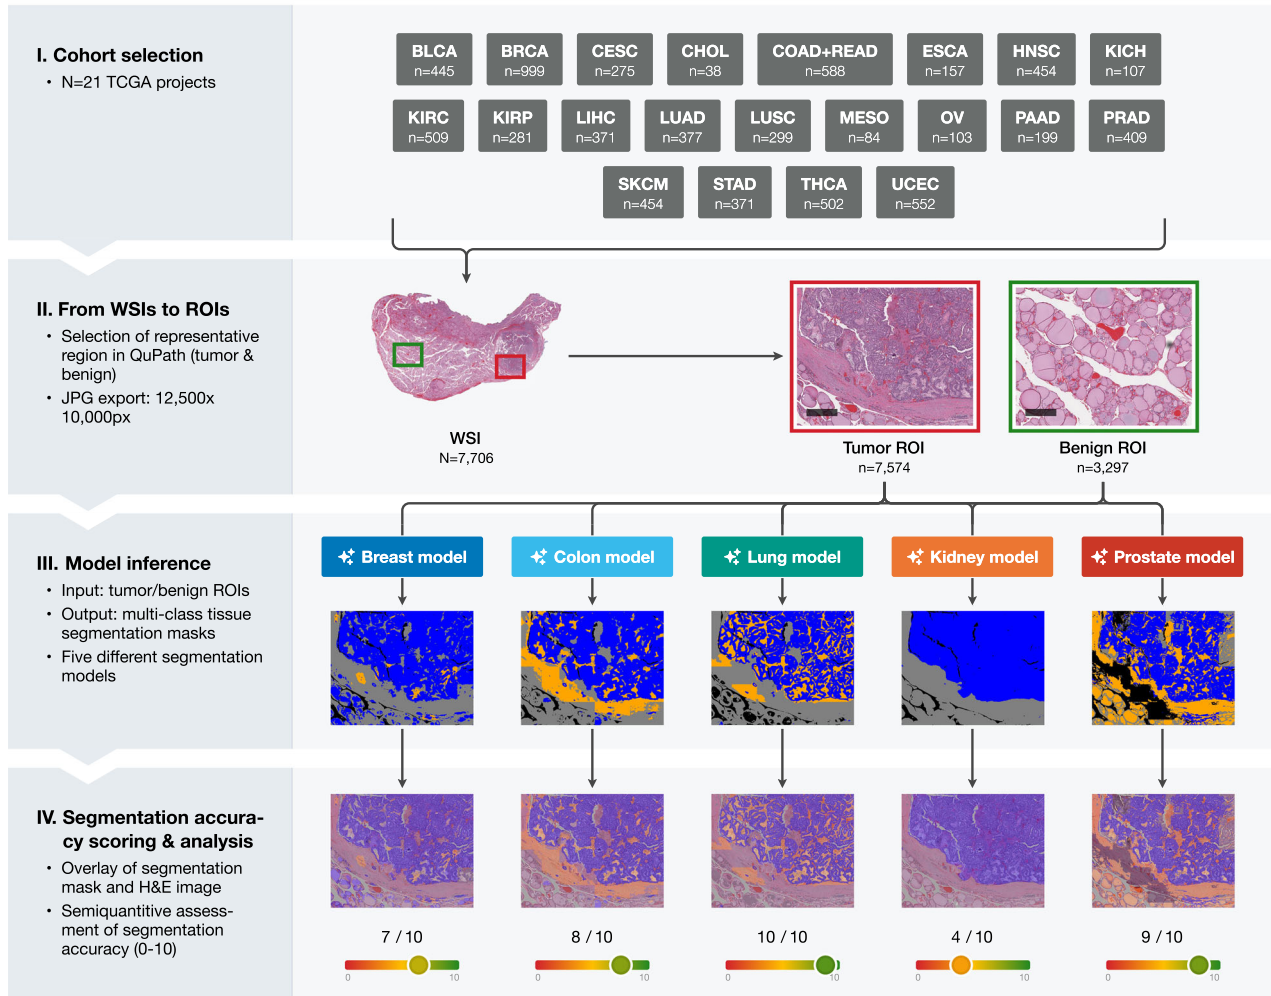 I. Cohort selection
• N=21 TCGA projects
BLCA
n=445
BRCA
n=999
CESC
n=275
CHOL
n=38
COAD+READ
n=588
ESCA
n=157
HNSC
n=454
KICH
n=107
KIRC
n=509
KIRP
n=281
LIHC
n=371
LUAD
n=377
LUSC
n=299
MESO
n=84
OV
n=103
PAAD
n=199
PRAD
n=409
SKCM
n=454
STAD
n=371
THCA
n=502
UCEC
n=552
II. From WSIs to ROIs
• Selection of representative
region in QuPath (tumor &
benign)
• JPG export: 12,500x
10,000px
WSI
N=7,706
Tumor ROI
n=7,574
Benign ROI
n=3,297
III. Model inference
• Input: tumor/benign ROIs
• Output: multi-class tissue
segmentation masks
• Five different segmentation
models
Breast model
Colon model
Lung model
Kidney model
Prostate model
IV. Segmentation accura-
cy scoring & analysis
• Overlay of segmentation
mask and H&E image
• Semiquantitive assess-
ment of segmentation
accuracy (0-10)
7 / 10
0 10
8 / 10
0 10
10 / 10
0 10
4 / 10
0 10
9 / 10
0 10